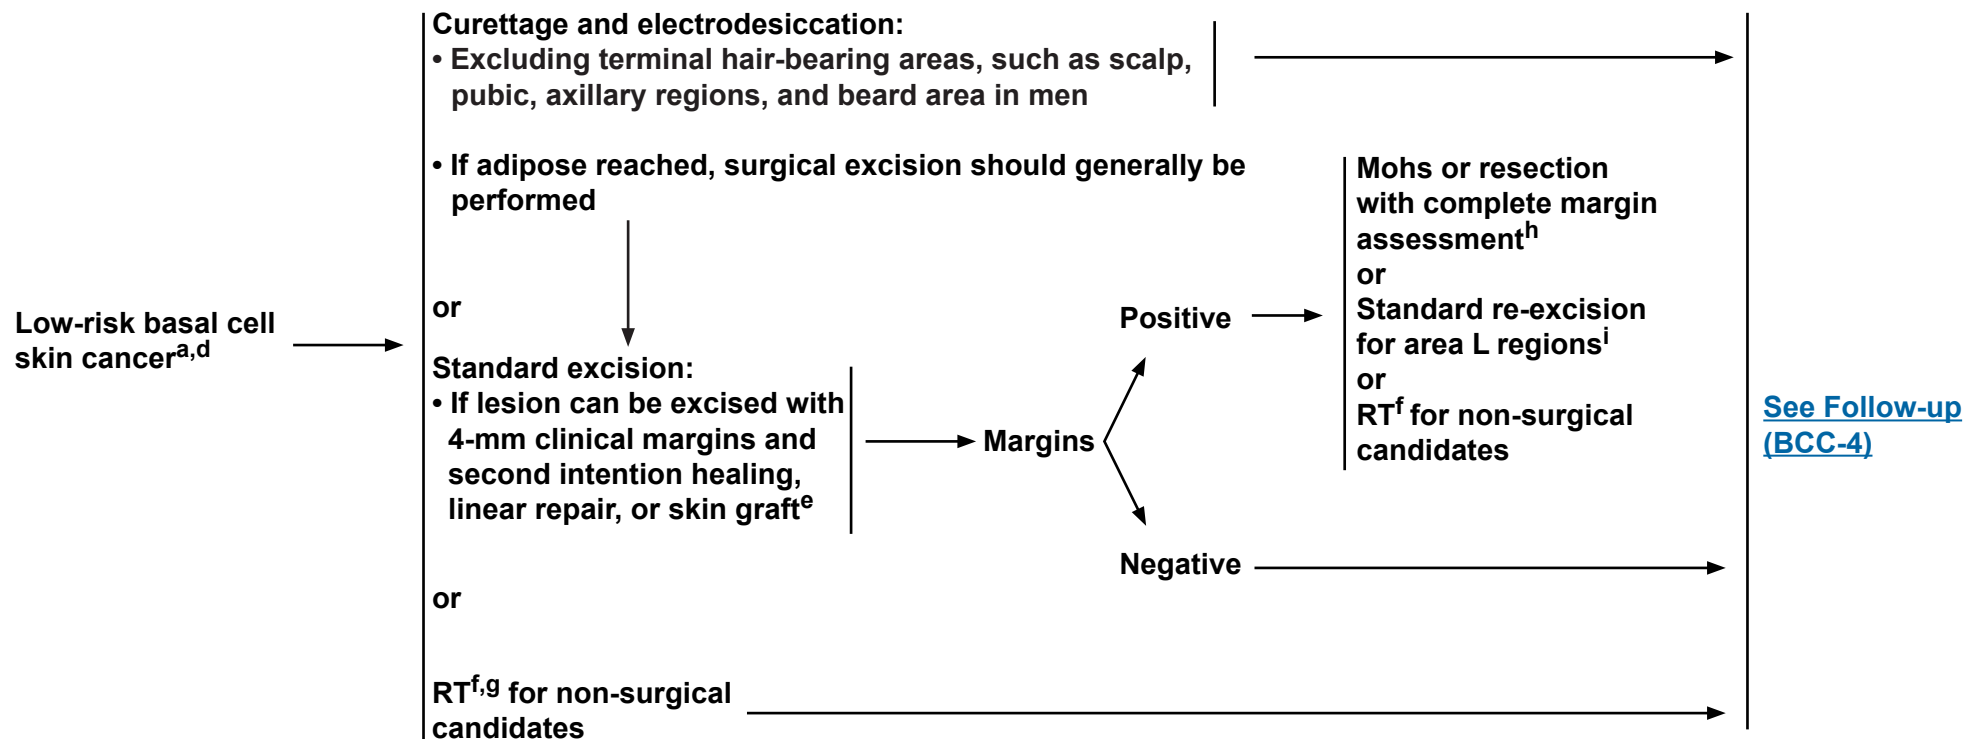 Curettage and electrodesiccation:
• Excluding terminal hair-bearing areas, such as scalp,
pubic, axillary regions, and beard area in men
• If adipose reached, surgical excision should generally be
performed
or
Low-risk basal cell
skin cancera,d
Standard excision:
• If lesion can be excised with
4-mm clinical margins and
second intention healing,
linear repair, or skin grafte
or
RTf,g for non-surgical
candidates
Margins
Positive
Negative
Mohs or resection
with complete margin
assessmenth
or
Standard re-excision
for area L regionsi
or
RTf for non-surgical
candidates
See Follow-up
(BCC-4)